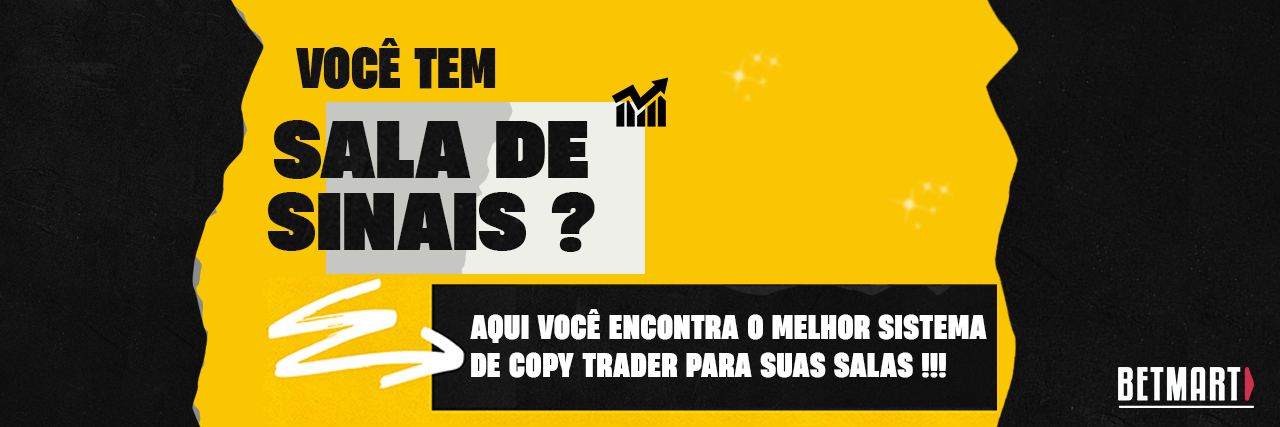 VOCÊ TEM
SALA DE
SINAIS ?
AQUI VOCÊ ENCONTRA O MELHOR SISTEMA
DE COPY TRADER PARA SUAS SALAS !!!
BETMART